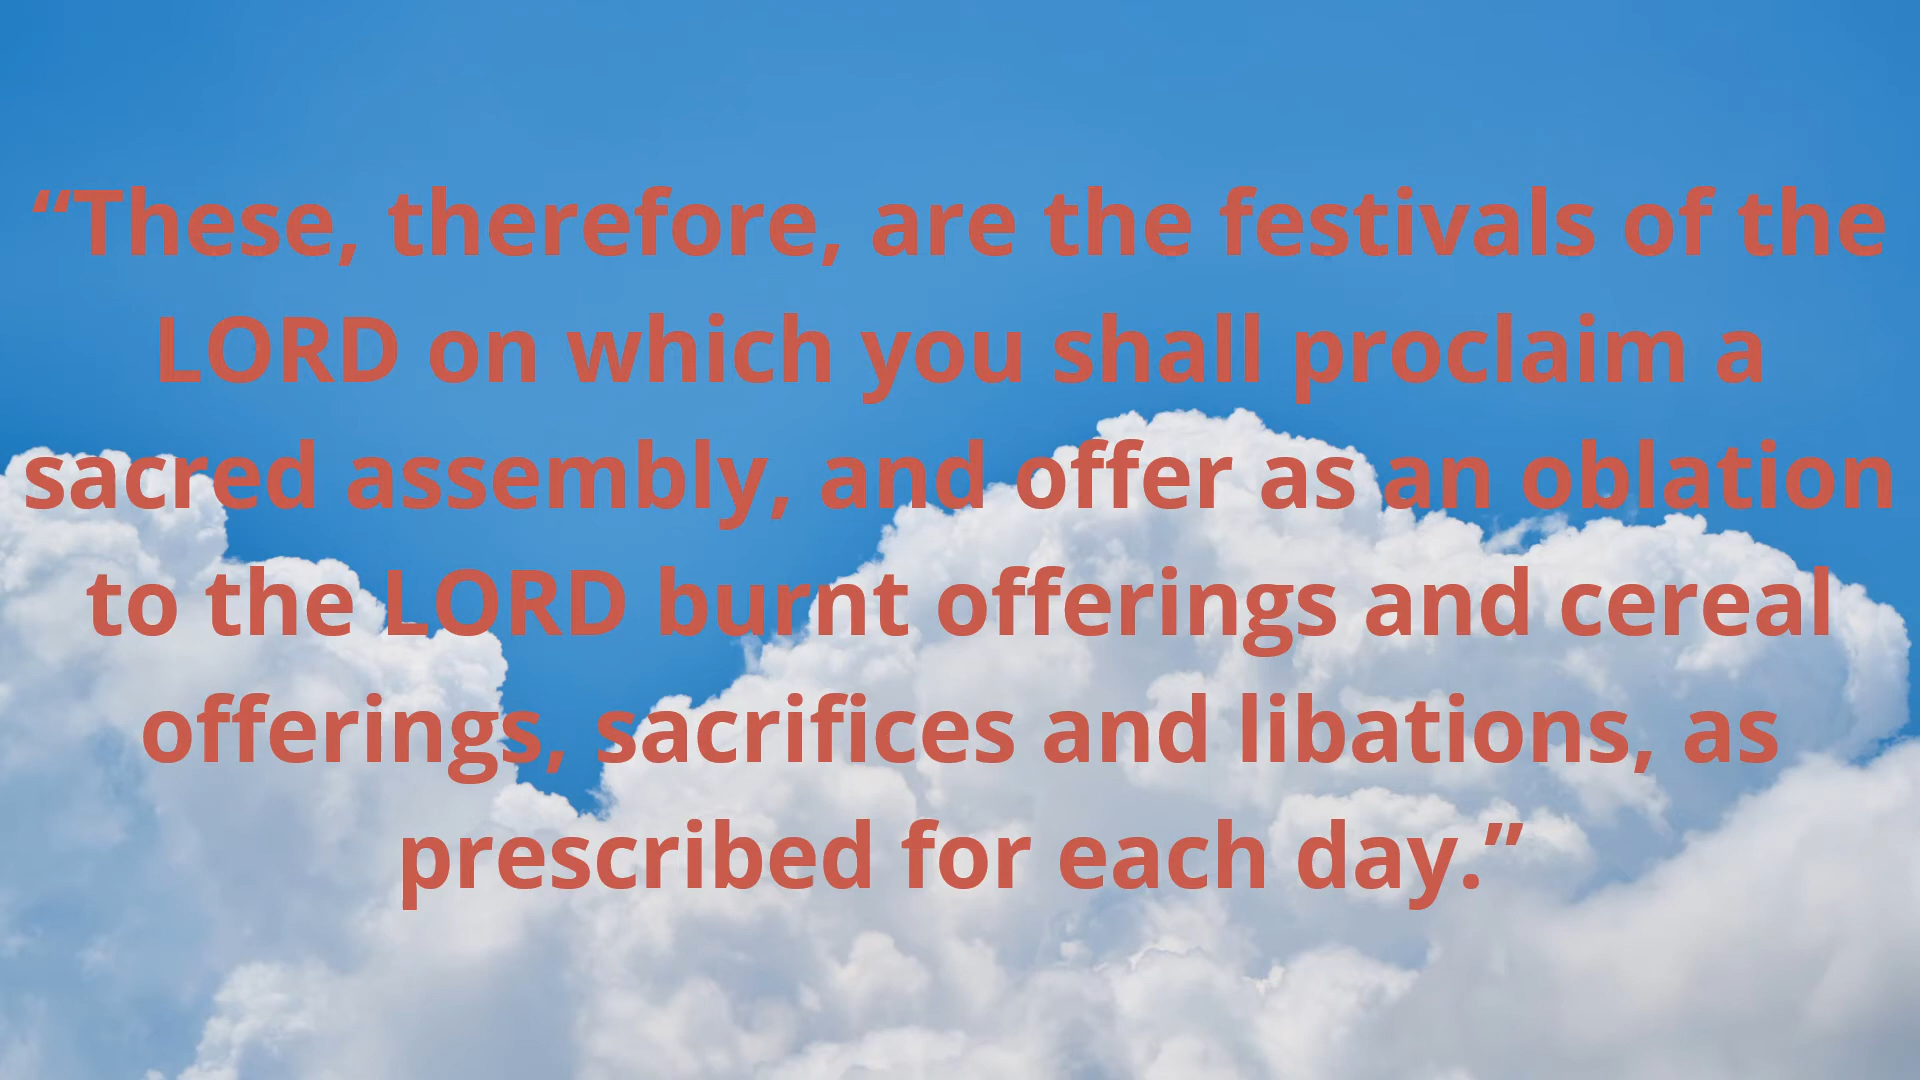 “These, therefore, are the festivals of the
LORD on which you shall proclaim a
sacred assembly, and offer as an oblation
to the LORD burnt offerings and cereal
offerings, sacrifices and libations, as
prescribed for each day.”